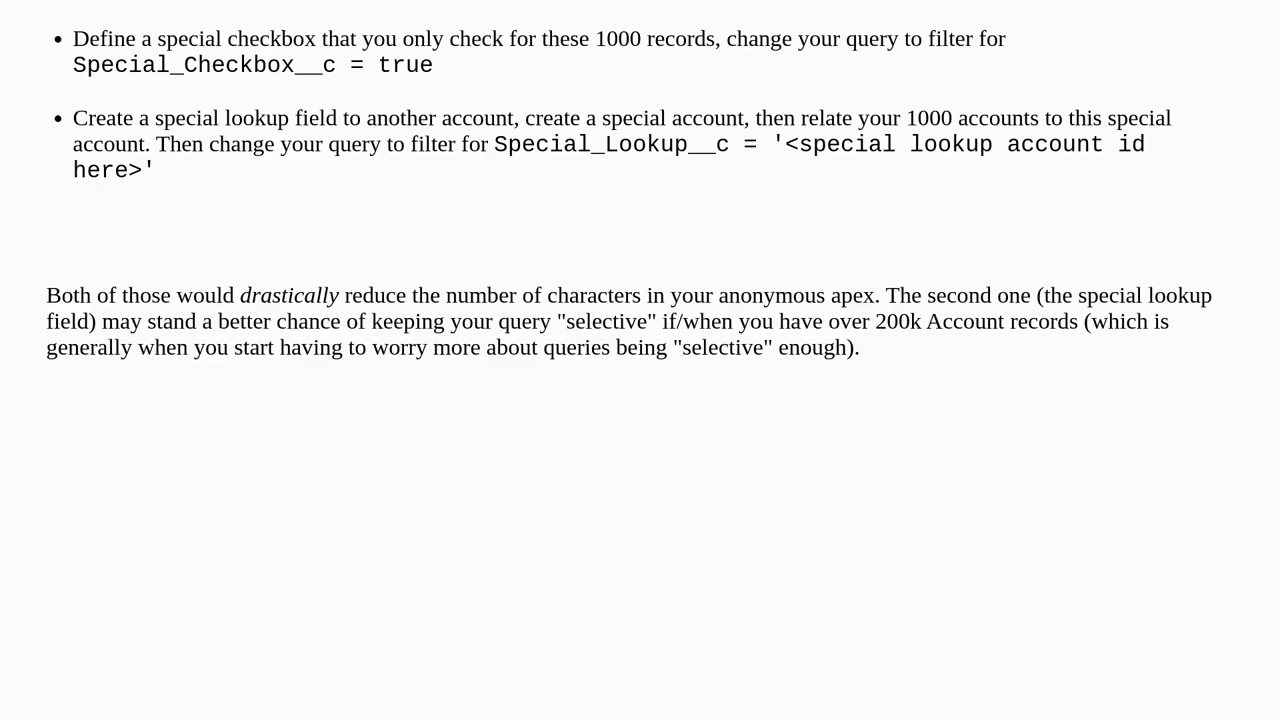 • Define a special checkbox that you only check for these 1000 records, change your query to filter for
Special_Checkbox__c = true
• Create a special lookup field to another account, create a special account, then relate your 1000 accounts to this special
account. Then change your query to filter for Special_Lookup__c = '<special lookup account id
here>'
Both of those would drastically reduce the number of characters in your anonymous apex. The second one (the special lookup
field) may stand a better chance of keeping your query "selective" if/when you have over 200k Account records (which is
generally when you start having to worry more about queries being "selective" enough).